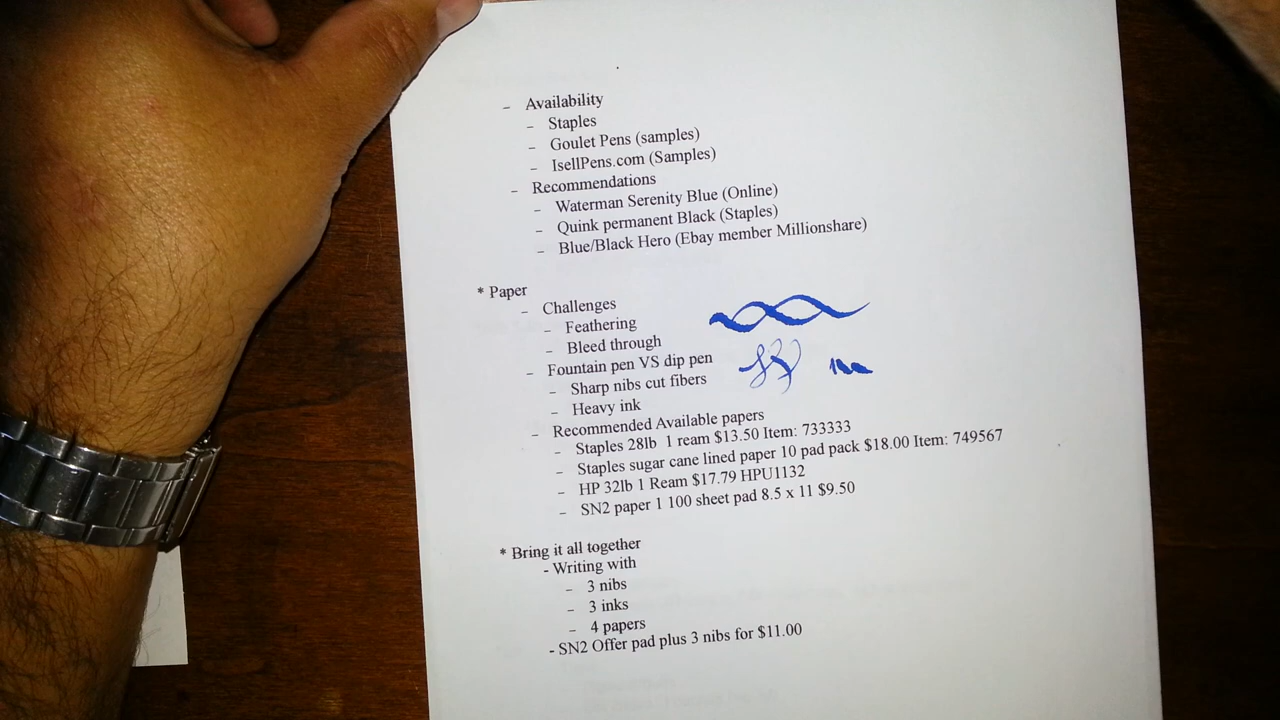 - Availability
- Staples
- Goulet Pens (samples)
- IsellPens.com (Samples)
- Recommendations
- Waterman Serenity Blue (Online)
- Quink permanent Black (Staples)
- Blue/Black Hero (Ebay member Millionshare)
* Paper
- Challenges
- Feathering
- Bleed through
- Fountain pen VS dip pen
- Sharp nibs cut fibers
- Heavy ink
- Recommended Available papers
- Staples 28lb 1 ream $13.50 Item: 733333
- Staples sugar cane lined paper 10 pad pack $18.00 Item: 749567
- HP 32lb 1 Ream $17.79 HPU1132
- SN2 paper 1 100 sheet pad 8.5 x 11 $9.50
* Bring it all together
- Writing with
- 3 nibs
- 3 inks
- 4 papers
- SN2 Offer pad plus 3 nibs for $11.00